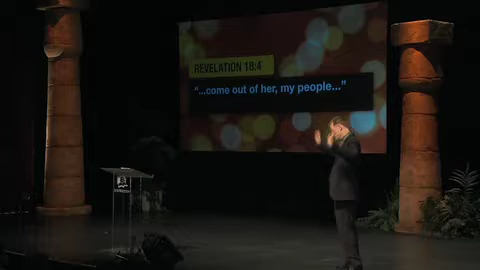 REVELATION 18:4
“...come out of her, my people...”